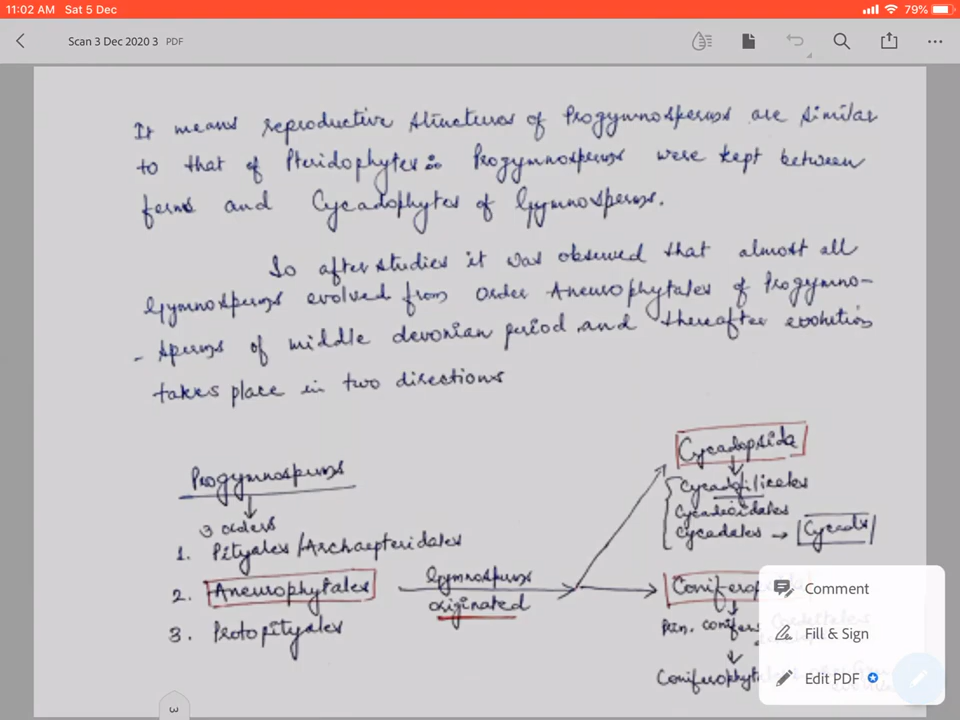 11:02 AM Sat 5 Dec 79%
Scan 3 Dec 2020 3 PDF
It means reproductive structures of Progymnosperms are similar
to that of Pteridophytes ∴ Progymnosperms were kept between
ferns and Cycadophytes of Gymnosperms.
So after studies it was observed that almost all
Gymnosperms evolved from order Aneurophytales of Progymno-
- sperms of middle devonian period and thereafter evolution
takes place in two directions
Progymnosperms
3 orders
1. Pityales/Archaepteridales
2. Aneurophytales
3. Protopityales
Gymnosperms
originated
Cycadopsida
Cycadofilicales
Cycadeoidales
Cycadales → Cycads
Conifero
conifers
Coniferophyt
Comment
Fill & Sign
Edit PDF
3